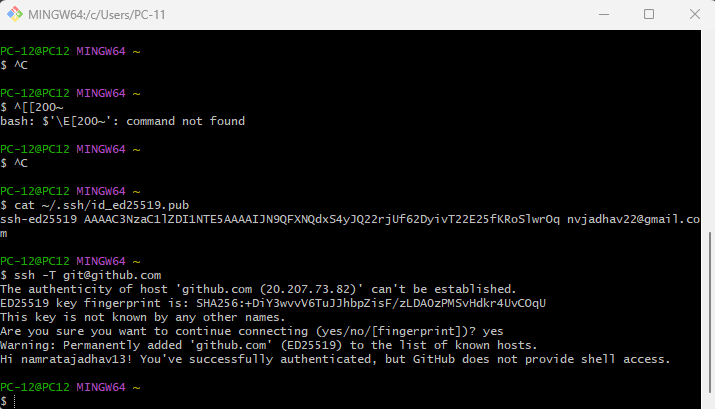 MINGW64:/c/Users/PC-11
PC-12@PC12 MINGW64 ~
$ ^C
PC-12@PC12 MINGW64 ~
$ ^[[200~
bash: $'\E[200~': command not found
PC-12@PC12 MINGW64 ~
$ ^C
PC-12@PC12 MINGW64 ~
$ cat ~/.ssh/id_ed25519.pub
ssh-ed25519 AAAAC3NzaC1lZDI1NTE5AAAAIJN9QFXNQdxS4yJQ22rjUf62DyivT22E25fKRoSlwrOq nvjadhav22@gmail.co
m
PC-12@PC12 MINGW64 ~
$ ssh -T git@github.com
The authenticity of host 'github.com (20.207.73.82)' can't be established.
ED25519 key fingerprint is: SHA256:+DiY3wvvV6TuJJhbpZisF/zLDA0zPMSvHdkr4UvCOqU
This key is not known by any other names.
Are you sure you want to continue connecting (yes/no/[fingerprint])? yes
Warning: Permanently added 'github.com' (ED25519) to the list of known hosts.
Hi namratajadhav13! You've successfully authenticated, but GitHub does not provide shell access.
PC-12@PC12 MINGW64 ~
$